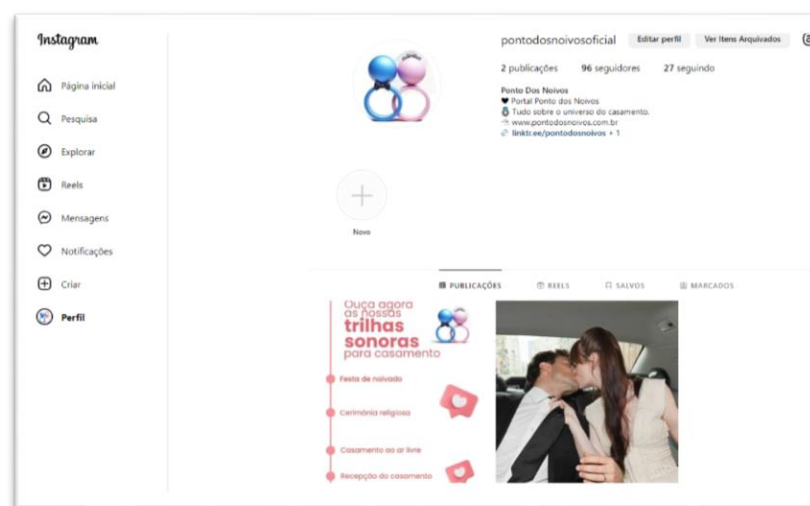 Instagram
Página inicial
Pesquisa
Explorar
Reels
Mensagens
Notificações
Criar
Perfil
pontodosnoivosoficial Editar perfil Ver Itens Arquivados
2 publicações 96 seguidores 27 seguindo
Ponto Dos Noivos
Portal Ponto dos Noivos
Tudo sobre o universo do casamento.
www.pontodosnoivos.com.br
linktr.ee/pontodosnoivos + 1
Novo
PUBLICAÇÕES REELS SALVOS MARCADOS
Ouça agora
as nossas
trilhas
sonoras
para casamento
Festa de noivado
Cerimônia religiosa
Casamento ao ar livre
Recepção do casamento